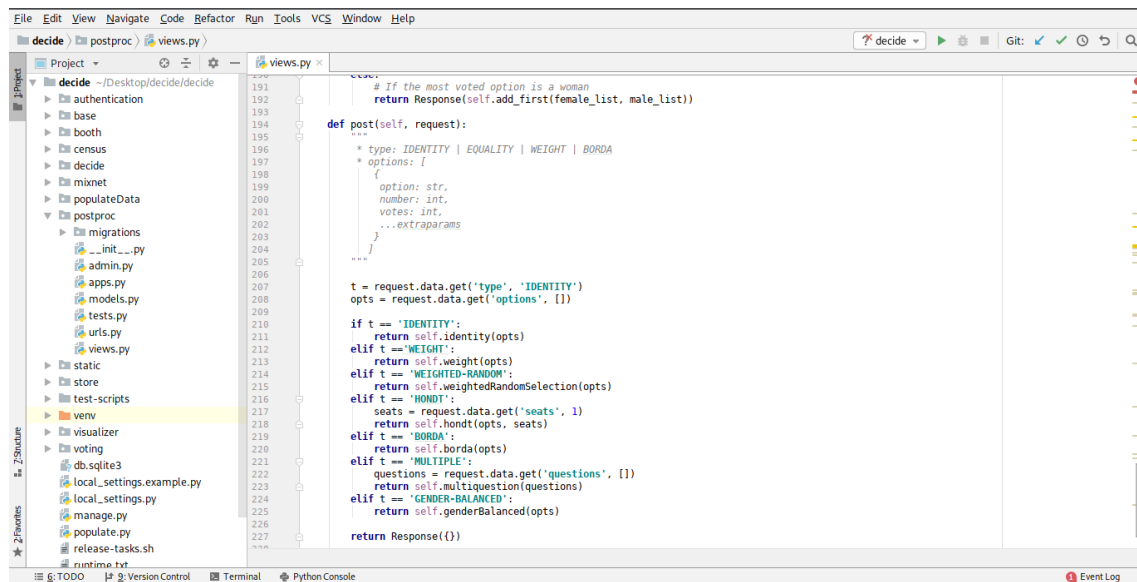 File Edit View Navigate Code Refactor Run Tools VCS Window Help
decide postproc views.py decide Git:
Project views.py
1:Project
decide ~/Desktop/decide/decide
authentication
base
booth
census
decide
mixnet
populateData
postproc
migrations
__init__.py
admin.py
apps.py
models.py
tests.py
urls.py
views.py
static
store
test-scripts
venv
visualizer
voting
db.sqlite3
local_settings.example.py
local_settings.py
manage.py
populate.py
release-tasks.sh
runtime.txt
7:Structure
2:Favorites
190 else:
191 # If the most voted option is a woman
192 return Response(self.add_first(female_list, male_list))
193
194 def post(self, request):
195 """
196 * type: IDENTITY | EQUALITY | WEIGHT | BORDA
197 * options: [
198 {
199 option: str,
200 number: int,
201 votes: int,
202 ...extraparams
203 }
204 ]
205 """
206
207 t = request.data.get('type', 'IDENTITY')
208 opts = request.data.get('options', [])
209
210 if t == 'IDENTITY':
211 return self.identity(opts)
212 elif t =='WEIGHT':
213 return self.weight(opts)
214 elif t == 'WEIGHTED-RANDOM':
215 return self.weightedRandomSelection(opts)
216 elif t == 'HONDT':
217 seats = request.data.get('seats', 1)
218 return self.hondt(opts, seats)
219 elif t == 'BORDA':
220 return self.borda(opts)
221 elif t == 'MULTIPLE':
222 questions = request.data.get('questions', [])
223 return self.multiquestion(questions)
224 elif t == 'GENDER-BALANCED':
225 return self.genderBalanced(opts)
226
227 return Response({})
6: TODO 9: Version Control Terminal Python Console 1 Event Log